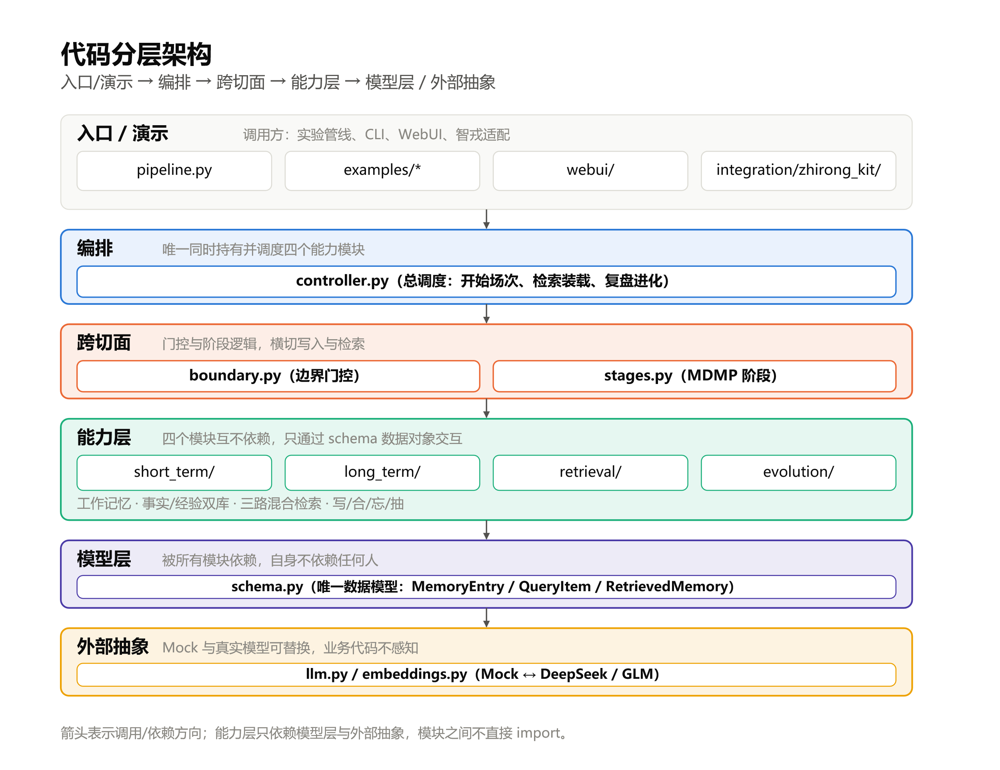 代码分层架构
入口/演示 → 编排 → 跨切面 → 能力层 → 模型层 / 外部抽象
入口 / 演示
调用方：实验管线、CLI、WebUI、智戎适配
pipeline.py
examples/*
webui/
integration/zhirong_kit/
编排
唯一同时持有并调度四个能力模块
controller.py（总调度：开始场次、检索装载、复盘进化）
跨切面
门控与阶段逻辑，横切写入与检索
boundary.py（边界门控）
stages.py（MDMP 阶段）
能力层
四个模块互不依赖，只通过 schema 数据对象交互
short_term/
long_term/
retrieval/
evolution/
工作记忆 · 事实/经验双库 · 三路混合检索 · 写/合/忘/抽
模型层
被所有模块依赖，自身不依赖任何人
schema.py（唯一数据模型：MemoryEntry / QueryItem / RetrievedMemory）
外部抽象
Mock 与真实模型可替换，业务代码不感知
llm.py / embeddings.py（Mock ↔ DeepSeek / GLM）
箭头表示调用/依赖方向；能力层只依赖模型层与外部抽象，模块之间不直接 import。